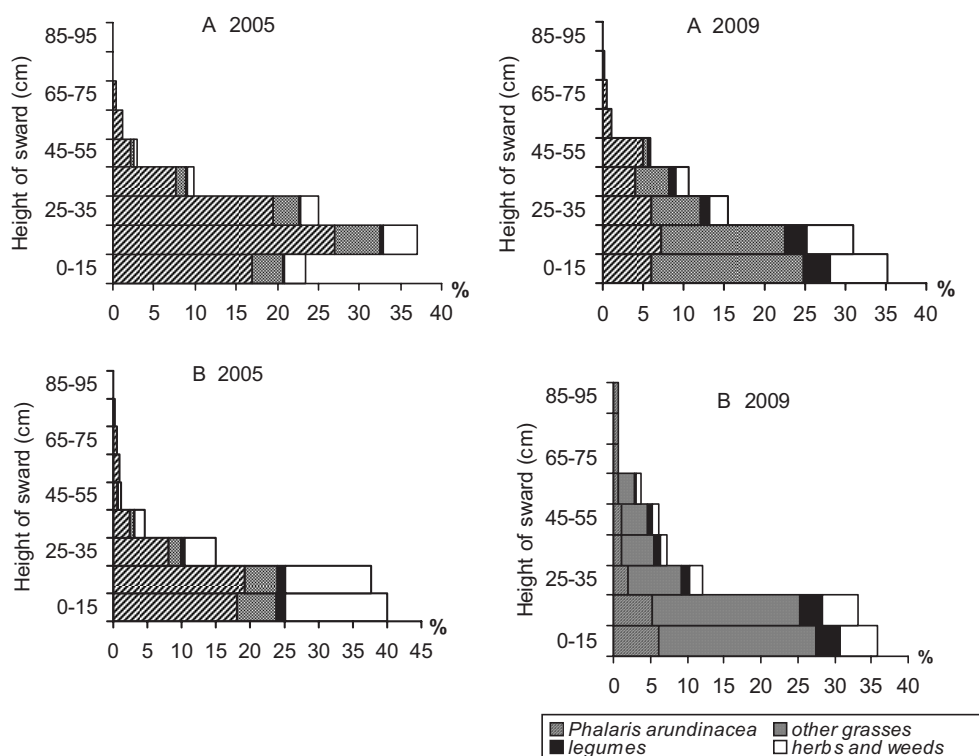 A 2005
Height of sward (cm)
85-95
65-75
45-55
25-35
0-15
0 5 10 15 20 25 30 35 40 %
A 2009
Height of sward (cm)
85-95
65-75
45-55
25-35
0-15
0 5 10 15 20 25 30 35 40 %
B 2005
Height of sward (cm)
85-95
65-75
45-55
25-35
0-15
0 5 10 15 20 25 30 35 40 45 %
B 2009
Height of sward (cm)
85-95
65-75
45-55
25-35
0-15
0 5 10 15 20 25 30 35 40 %
Phalaris arundinacea other grasses
legumes herbs and weeds